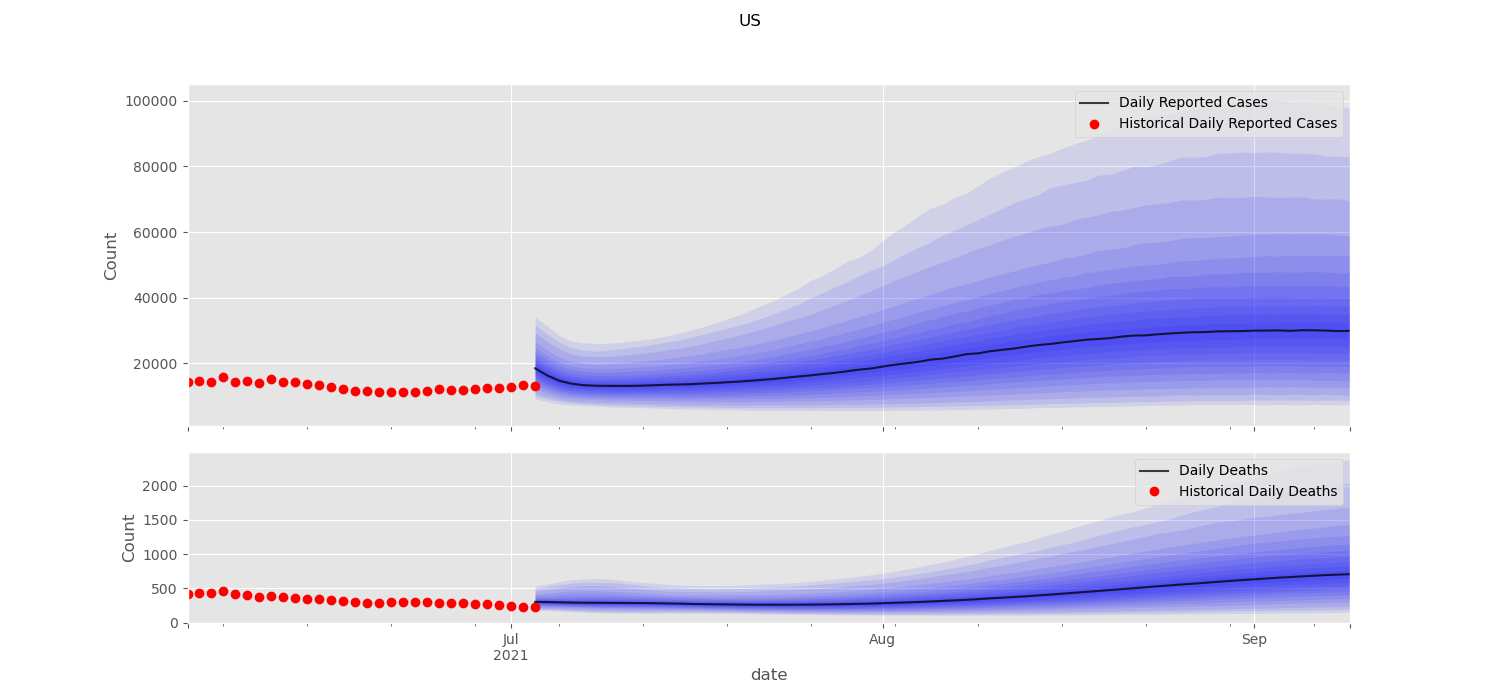 US
100000
80000
60000
40000
20000
Count
Daily Reported Cases
Historical Daily Reported Cases
2000
1500
1000
500
0
Count
Daily Deaths
Historical Daily Deaths
Jul
2021
Aug
Sep
date